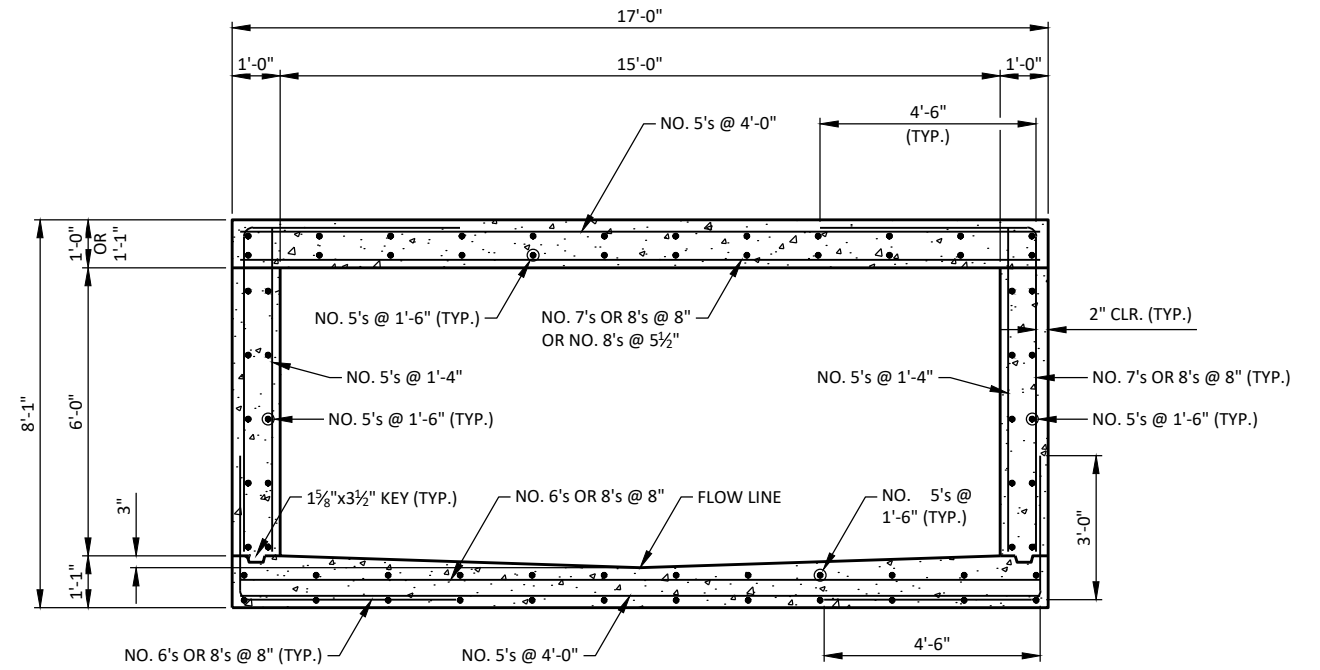 17'-0"
1'-0"
15'-0"
1'-0"
4'-6"
(TYP.)
NO. 5's @ 4'-0"
1'-0"
OR
1'-1"
NO. 5's @ 1'-6" (TYP.)
NO. 7's OR 8's @ 8"
OR NO. 8's @ 5½"
2" CLR. (TYP.)
NO. 5's @ 1'-4"
NO. 5's @ 1'-4"
NO. 7's OR 8's @ 8" (TYP.)
8'-1"
6'-0"
NO. 5's @ 1'-6" (TYP.)
NO. 5's @ 1'-6" (TYP.)
3"
1⅝"x3½" KEY (TYP.)
NO. 6's OR 8's @ 8"
FLOW LINE
NO. 5's @
1'-6" (TYP.)
3'-0"
1'-1"
NO. 6's OR 8's @ 8" (TYP.)
NO. 5's @ 4'-0"
4'-6"